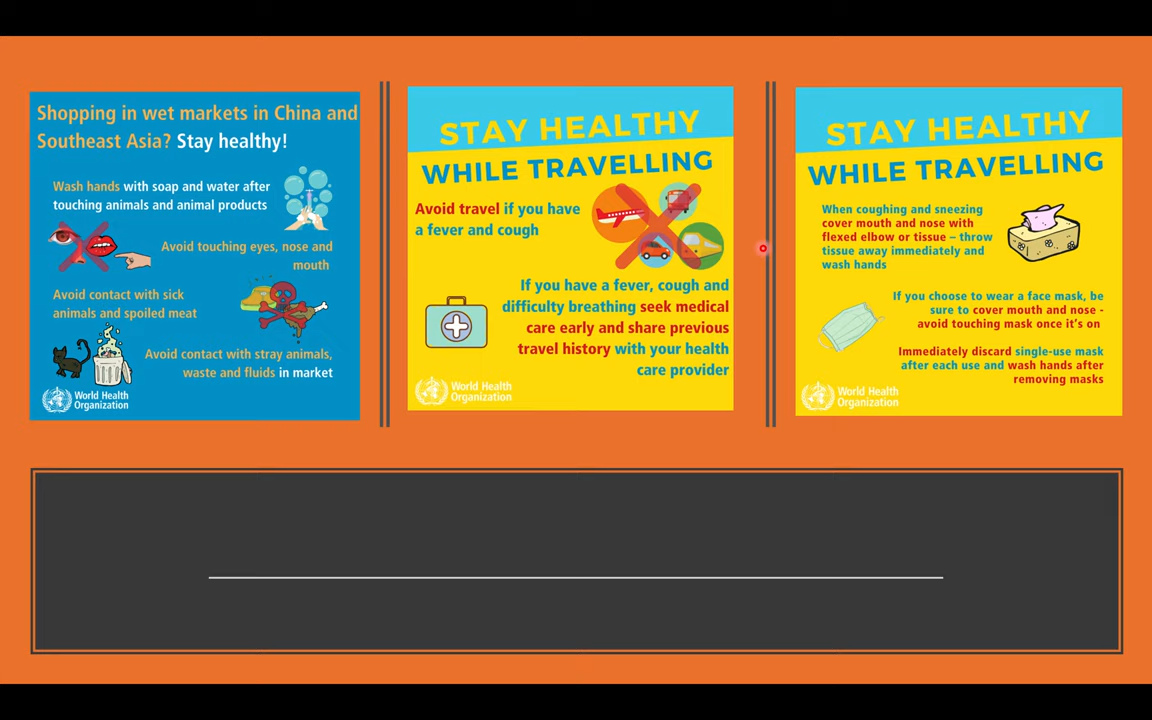 Shopping in wet markets in China and
Southeast Asia? Stay healthy!
Wash hands with soap and water after
touching animals and animal products
Avoid touching eyes, nose and
mouth
Avoid contact with sick
animals and spoiled meat
Avoid contact with stray animals,
waste and fluids in market
World Health
Organization
STAY HEALTHY
WHILE TRAVELLING
Avoid travel if you have
a fever and cough
If you have a fever, cough and
difficulty breathing seek medical
care early and share previous
travel history with your health
care provider
World Health
Organization
STAY HEALTHY
WHILE TRAVELLING
When coughing and sneezing
cover mouth and nose with
flexed elbow or tissue – throw
tissue away immediately and
wash hands
If you choose to wear a face mask, be
sure to cover mouth and nose -
avoid touching mask once it's on
Immediately discard single-use mask
after each use and wash hands after
removing masks
World Health
Organization